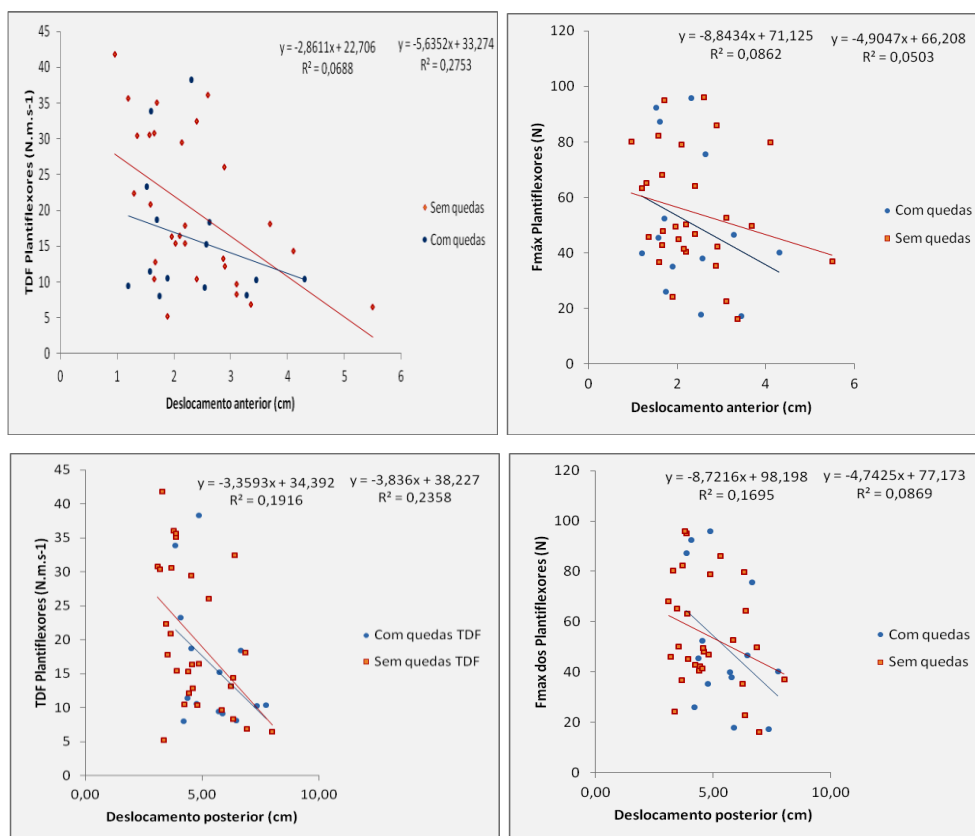 y = -2,8611x + 22,706
R² = 0,0688
y = -5,6352x + 33,274
R² = 0,2753
TDF Plantiflexores (N.m.s-1)
45
40
35
30
25
20
15
10
5
0
0 1 2 3 4 5 6
Deslocamento anterior (cm)
Sem quedas
Com quedas
y = -8,8434x + 71,125
R² = 0,0862
y = -4,9047x + 66,208
R² = 0,0503
Fmáx Plantiflexores (N)
120
100
80
60
40
20
0
0 2 4 6
Deslocamento anterior (cm)
Com quedas
Sem quedas
y = -3,3593x + 34,392
R² = 0,1916
y = -3,836x + 38,227
R² = 0,2358
TDF Plantiflexores (N.m.s-1)
45
40
35
30
25
20
15
10
5
0
0,00 5,00 10,00
Deslocamento posterior (cm)
Com quedas TDF
Sem quedas TDF
y = -8,7216x + 98,198
R² = 0,1695
y = -4,7425x + 77,173
R² = 0,0869
Fmax dos Plantiflexores (N)
120
100
80
60
40
20
0
0,00 5,00 10,00
Deslocamento posterior (cm)
Com quedas
Sem quedas